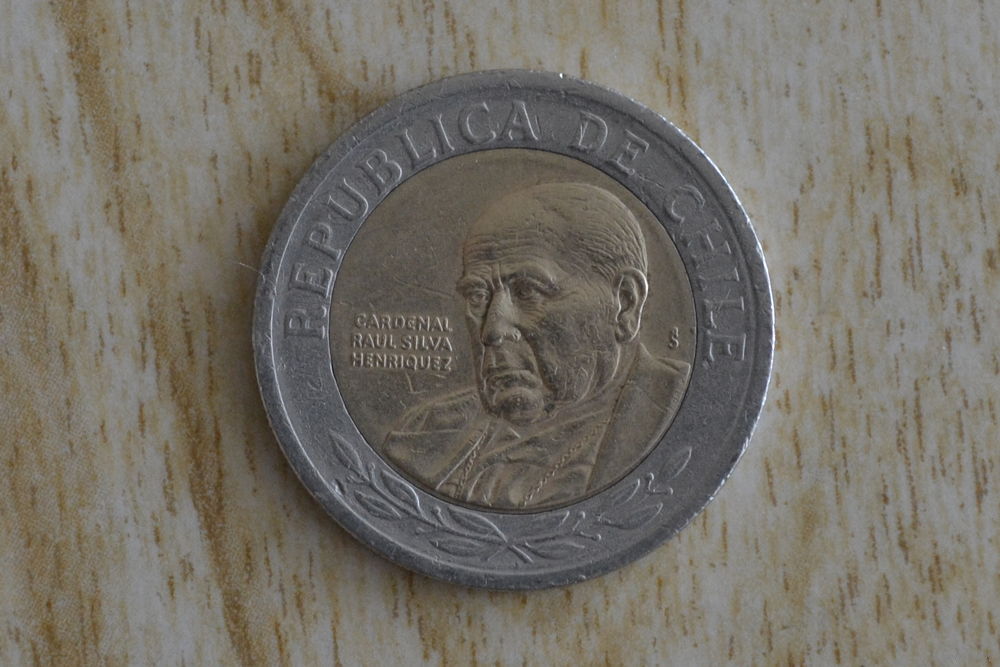 REPUBLICA DE CHILE
CARDENAL
RAUL SILVA
HENRIQUEZ
S